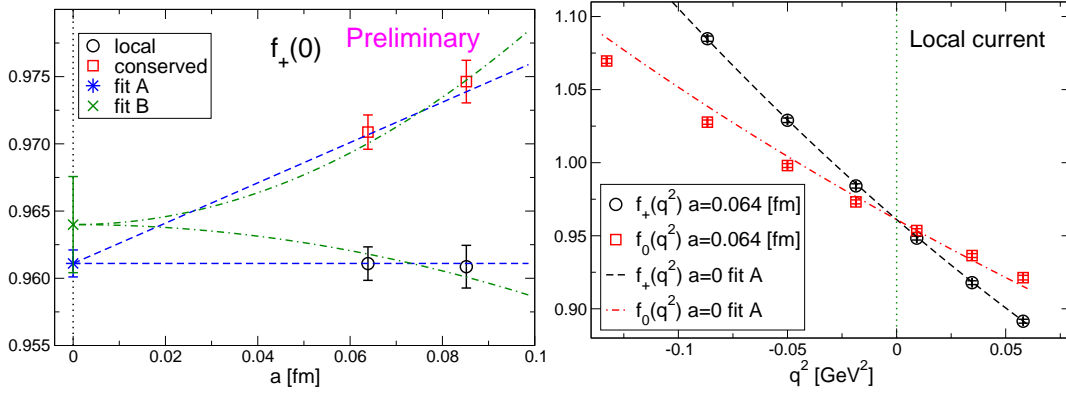 f₊(0)
Preliminary
local
conserved
fit A
fit B
0.975
0.970
0.965
0.960
0.955
0
0.02
0.04
0.06
0.08
0.1
a [fm]
Local current
1.10
1.05
1.00
0.95
0.90
f₊(q²) a=0.064 [fm]
f₀(q²) a=0.064 [fm]
f₊(q²) a=0 fit A
f₀(q²) a=0 fit A
-0.1
-0.05
0
0.05
q² [GeV²]